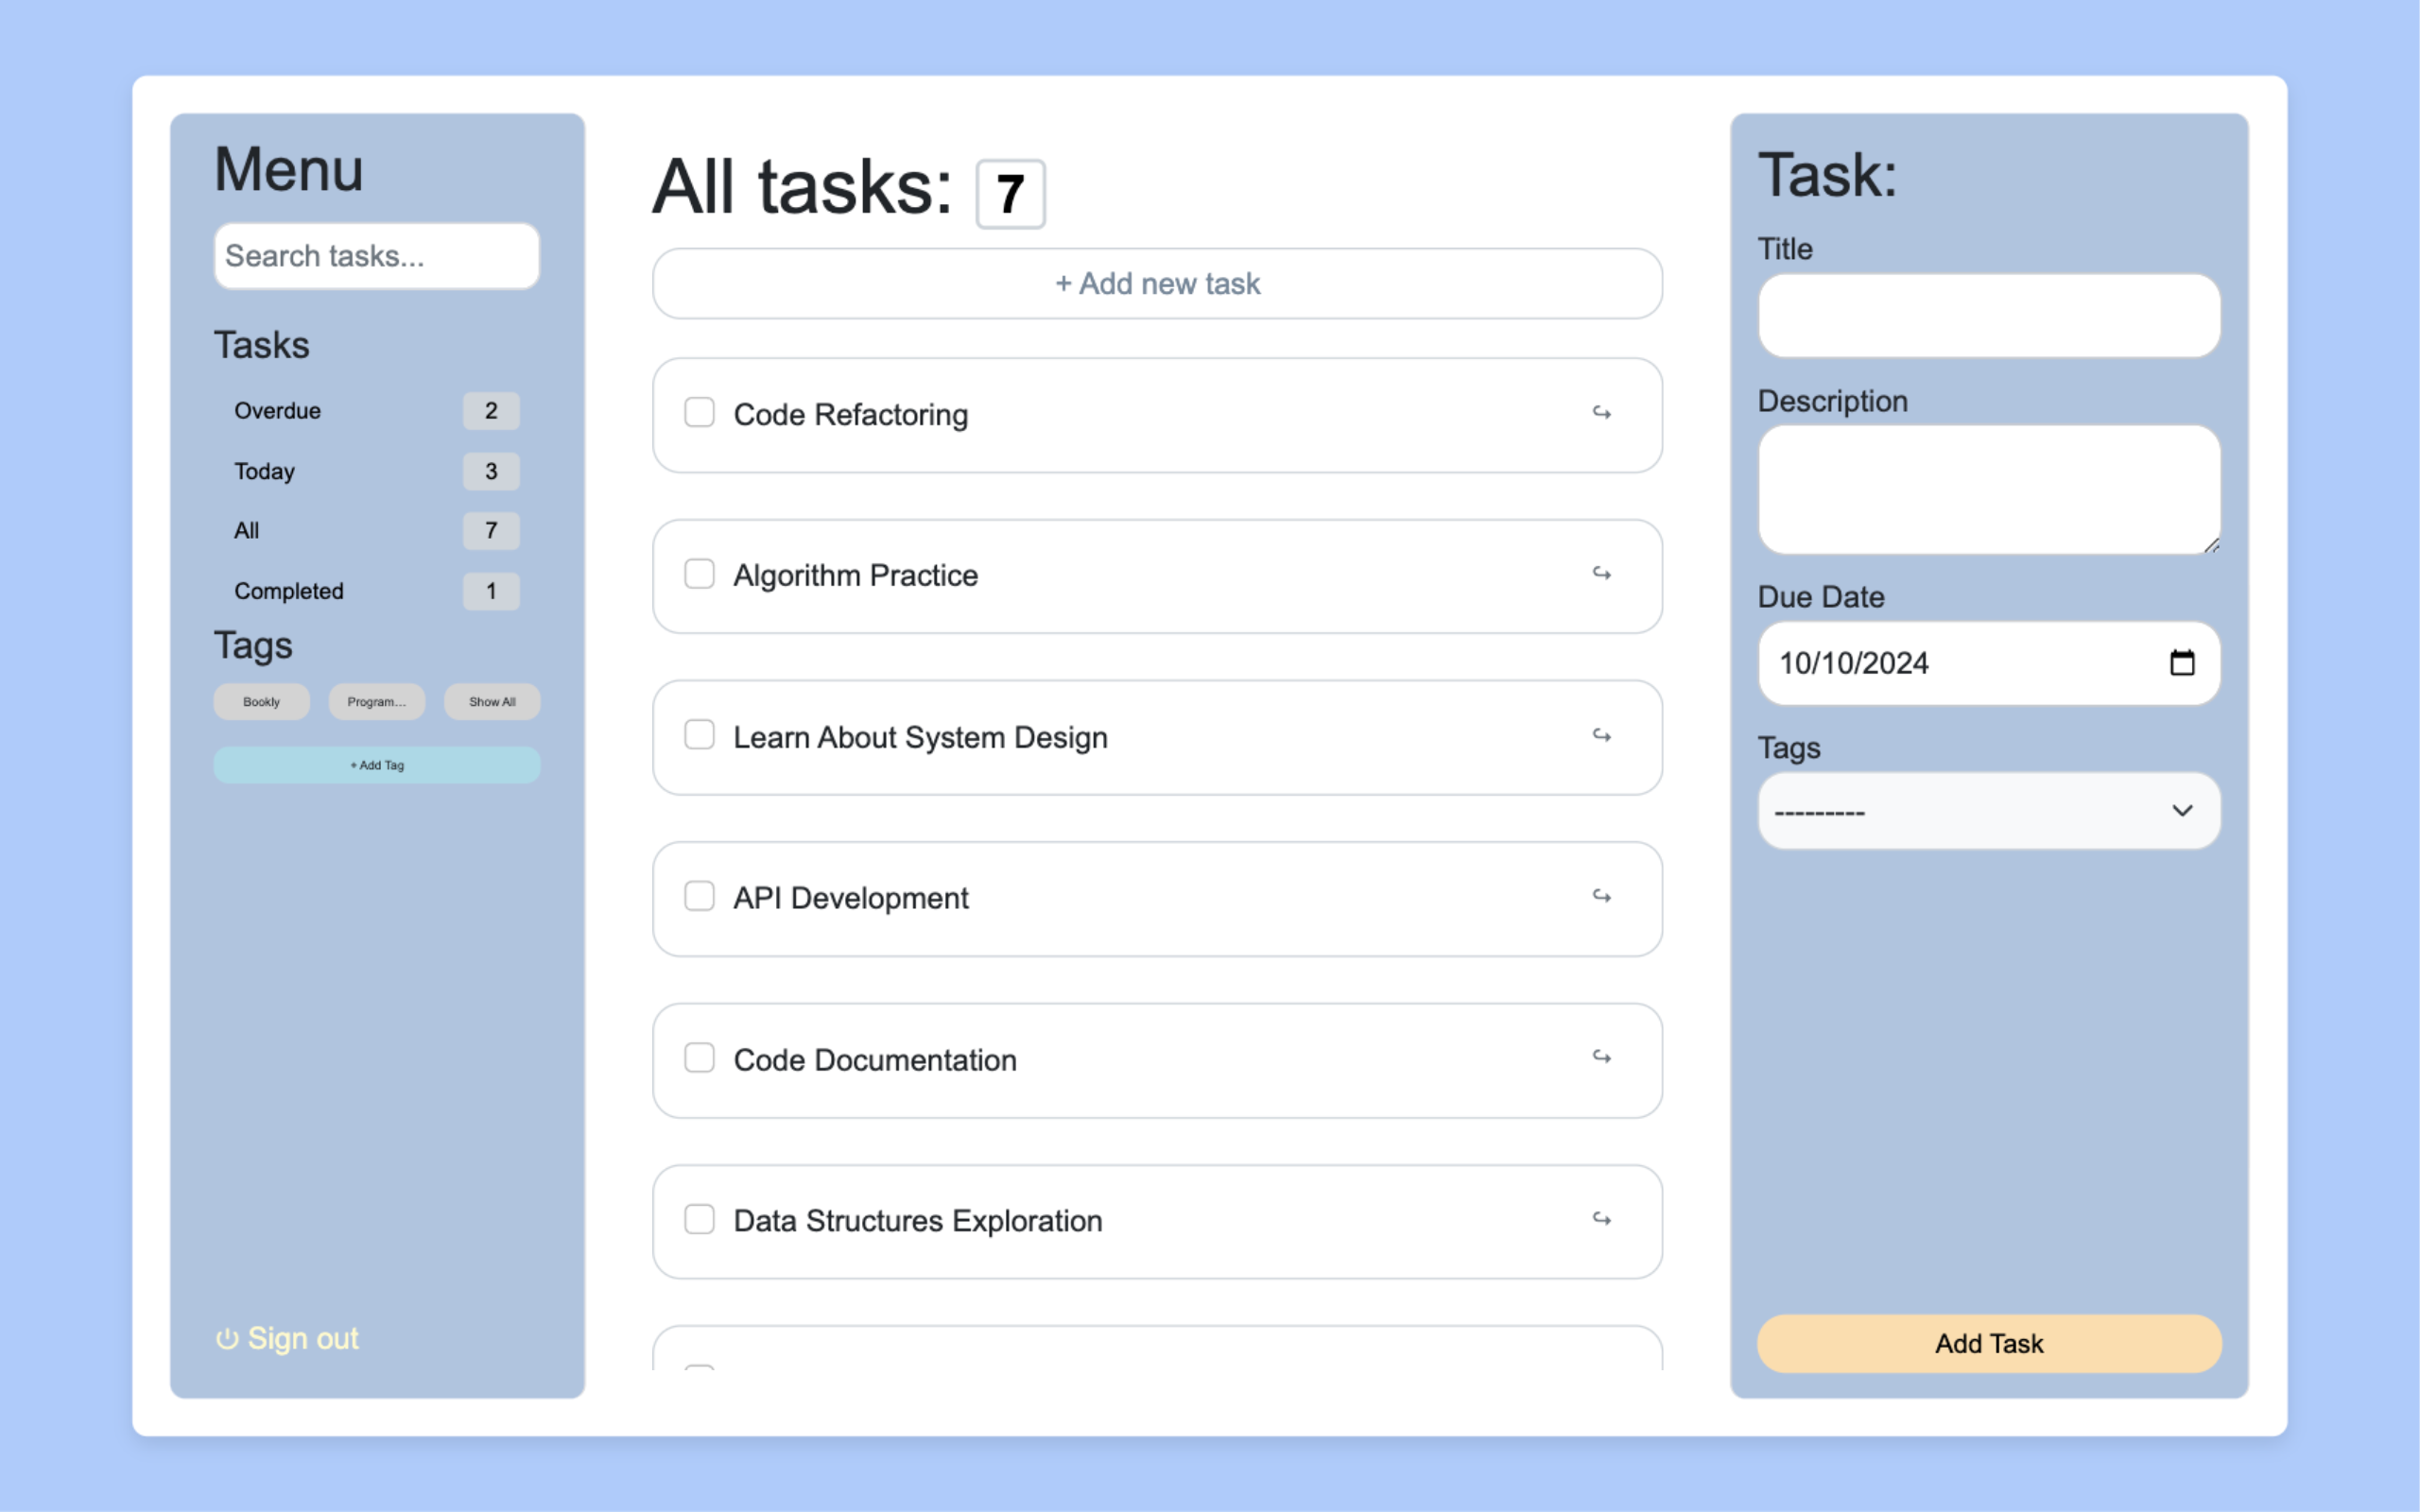 Menu
Search tasks...
Tasks
Overdue 2
Today 3
All 7
Completed 1
Tags
Bookly Program... Show All
+ Add Tag
Sign out
All tasks: 7
+ Add new task
Code Refactoring
Algorithm Practice
Learn About System Design
API Development
Code Documentation
Data Structures Exploration
Task:
Title
Description
Due Date
10/10/2024
Tags
---------
Add Task